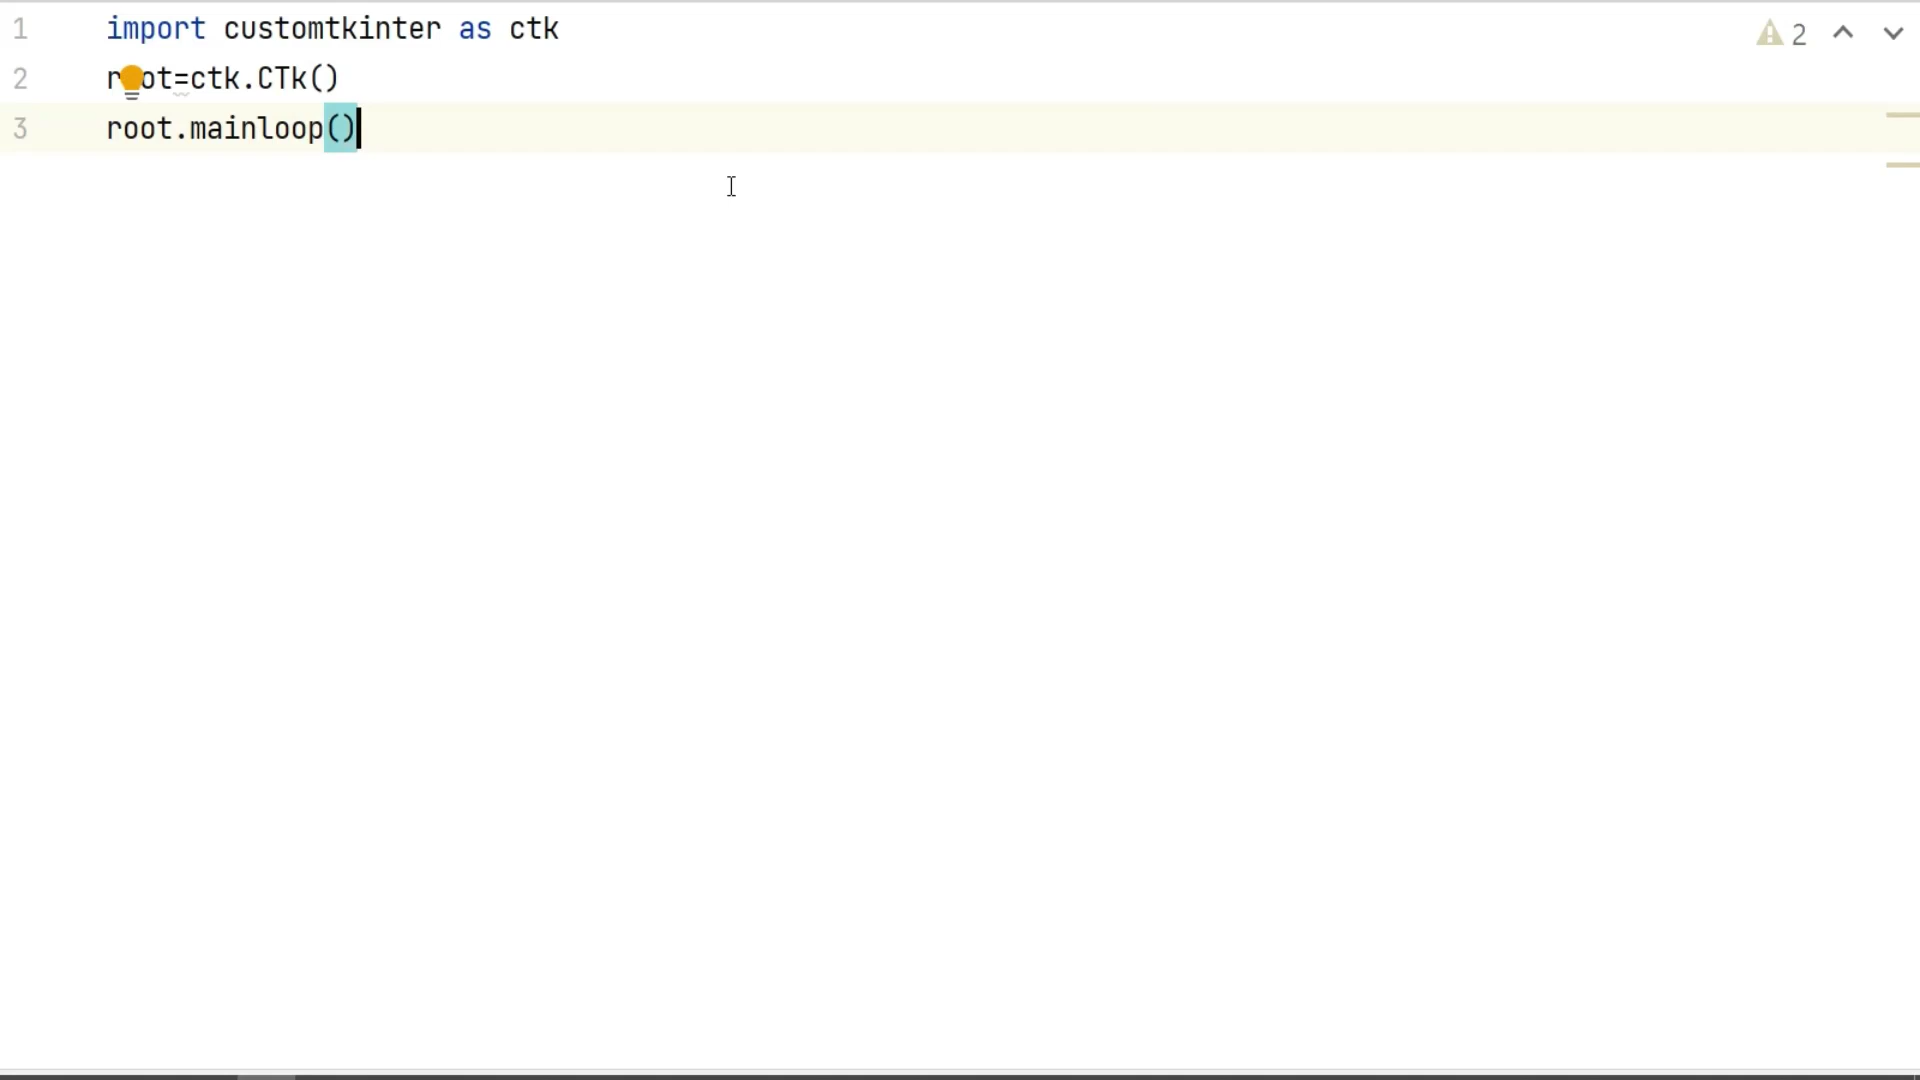 1 import customtkinter as ctk
2 root=ctk.CTk()
3 root.mainloop()
2